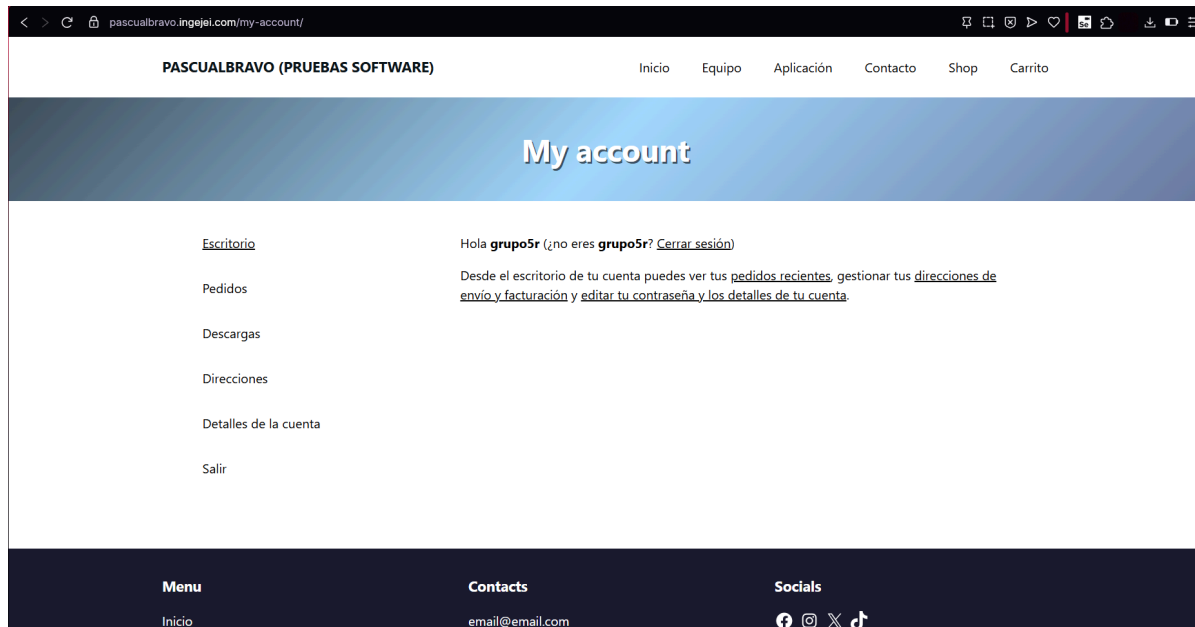 pascualbravo.ingejei.com/my-account/
Se
PASCUALBRAVO (PRUEBAS SOFTWARE)
Inicio Equipo Aplicación Contacto Shop Carrito
My account
Escritorio
Pedidos
Descargas
Direcciones
Detalles de la cuenta
Salir
Hola grupo5r (¿no eres grupo5r? Cerrar sesión)
Desde el escritorio de tu cuenta puedes ver tus pedidos recientes, gestionar tus direcciones de
envío y facturación y editar tu contraseña y los detalles de tu cuenta.
Menu
Inicio
Contacts
email@email.com
Socials